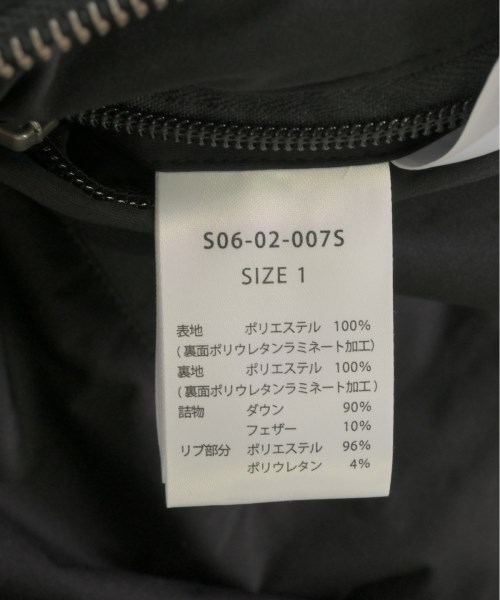 S06-02-007S
SIZE 1
表地 ポリエステル 100%
(裏面ポリウレタンラミネート加工)
裏地 ポリエステル 100%
(裏面ポリウレタンラミネート加工)
詰物 ダウン 90%
フェザー 10%
リブ部分 ポリエステル 96%
ポリウレタン 4%